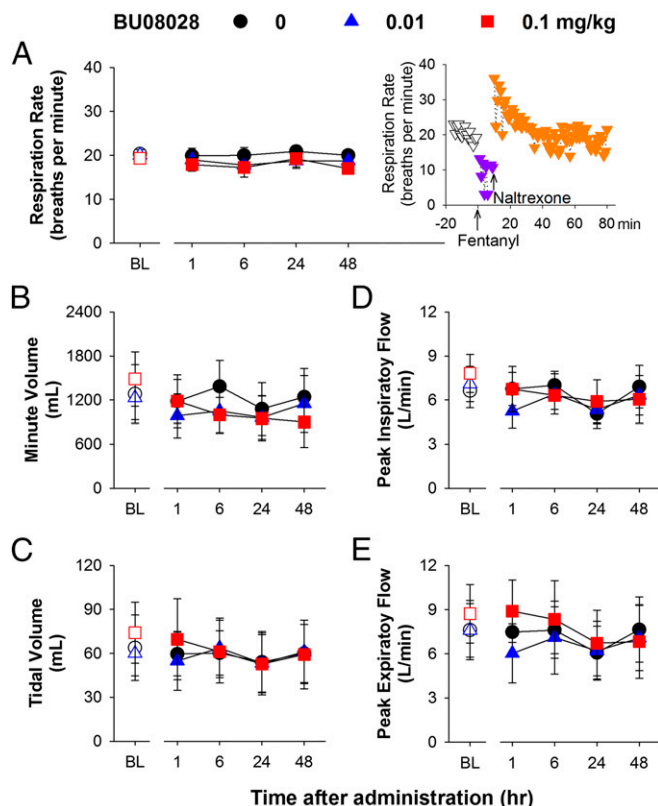 BU08028 0 0.01 0.1 mg/kg
A
Respiration Rate
(breaths per minute)
40
30
20
10
0
BL 1 6 24 48
Respiration Rate
(breaths per minute)
40
30
20
10
0
Naltrexone
-20 20 40 60 80 min
Fentanyl
B
Minute Volume
(mL)
2400
1800
1200
600
0
BL 1 6 24 48
D
Peak Inspiratoy Flow
(L/min)
12
9
6
3
0
BL 1 6 24 48
C
Tidal Volume
(mL)
120
90
60
30
0
BL 1 6 24 48
E
Peak Expiratoy Flow
(L/min)
12
9
6
3
0
BL 1 6 24 48
Time after administration (hr)